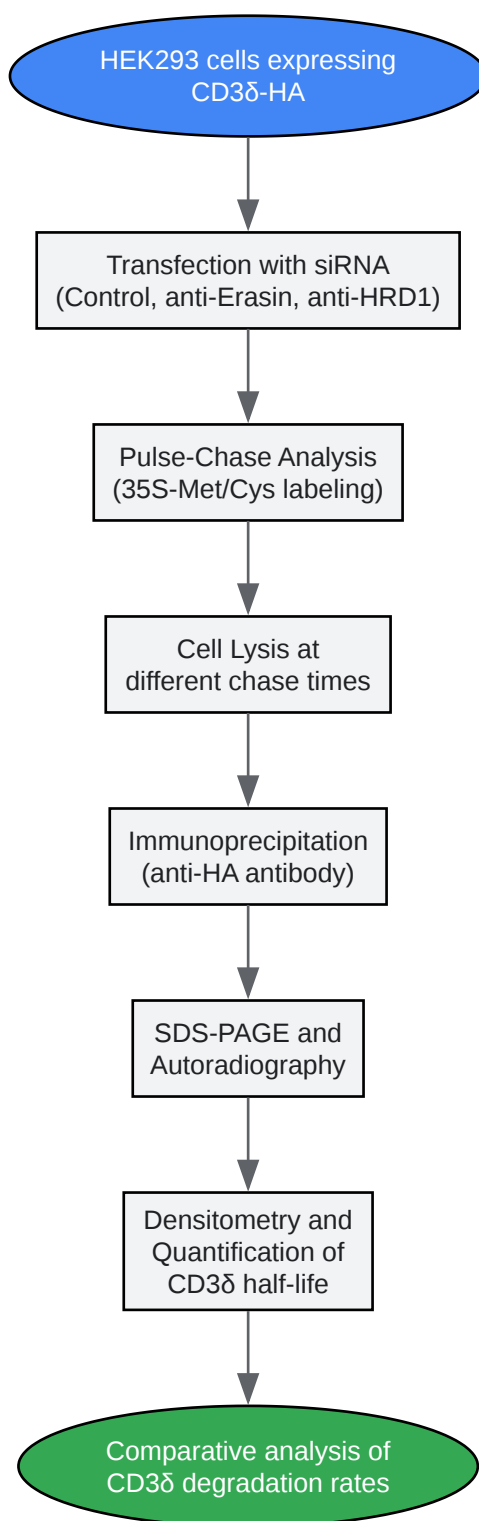 HEK293 cells expressing
CD3δ-HA
Transfection with siRNA
(Control, anti-Erasin, anti-HRD1)
Pulse-Chase Analysis
(35S-Met/Cys labeling)
Cell Lysis at
different chase times
Immunoprecipitation
(anti-HA antibody)
SDS-PAGE and
Autoradiography
Densitometry and
Quantification of
CD3δ half-life
Comparative analysis of
CD3δ degradation rates